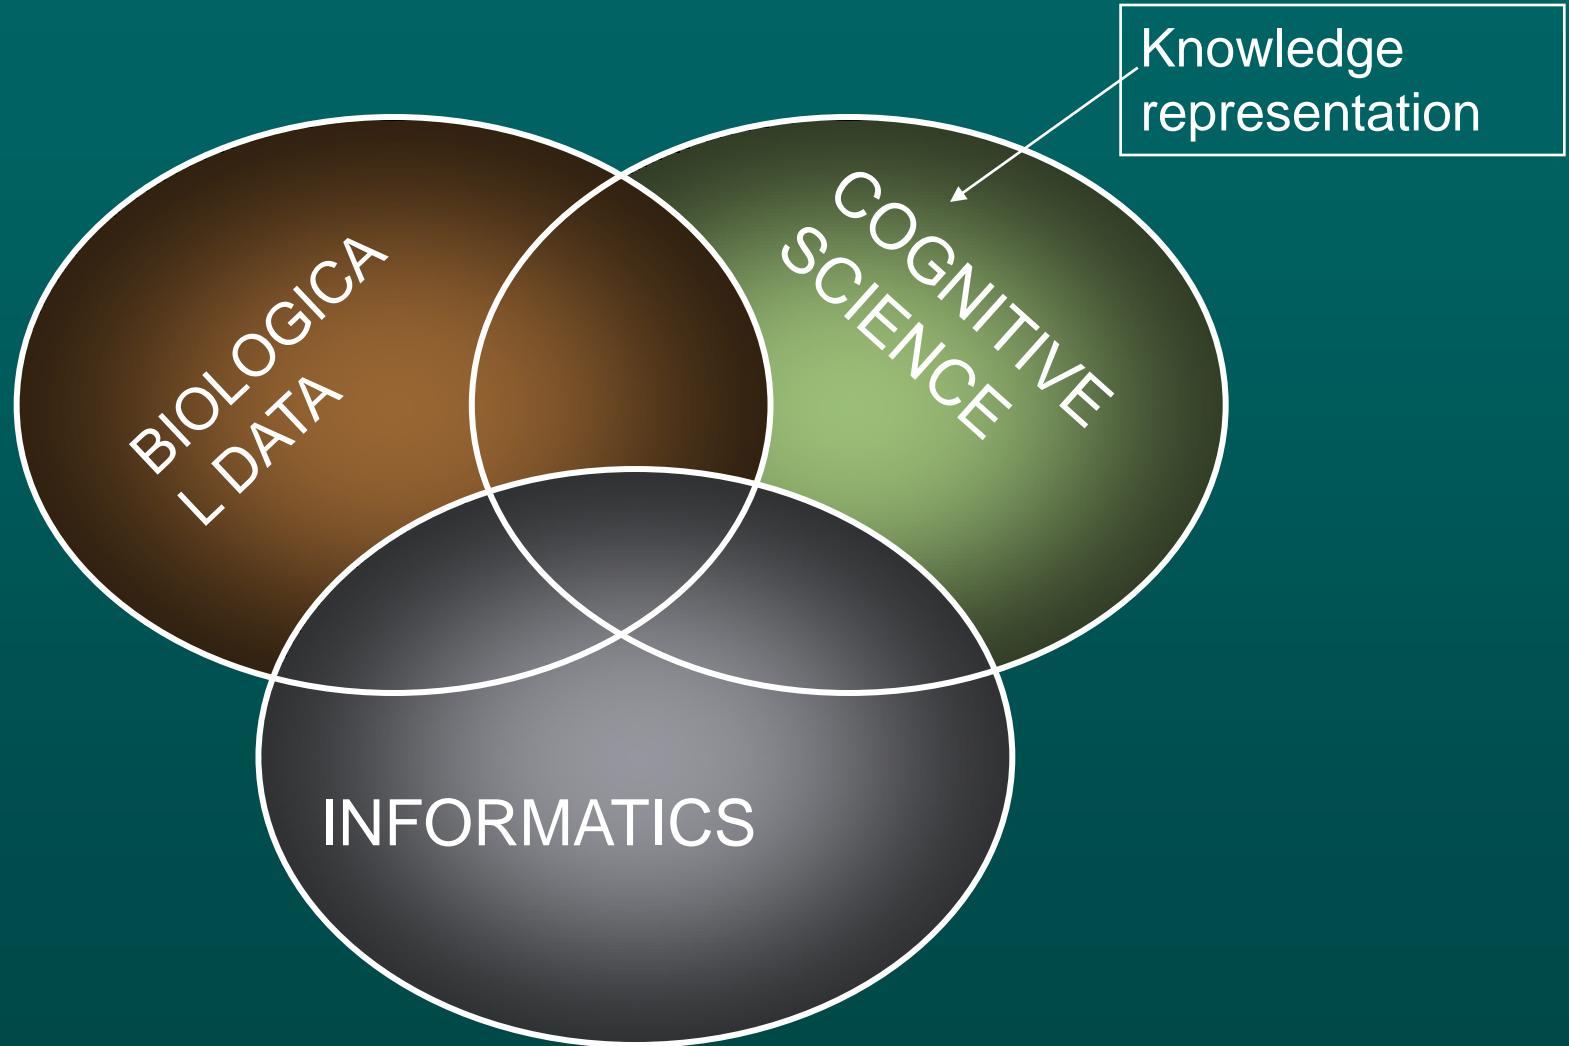 Knowledge
representation
BIOLOGICA
L DATA
COGNITIVE
SCIENCE
INFORMATICS